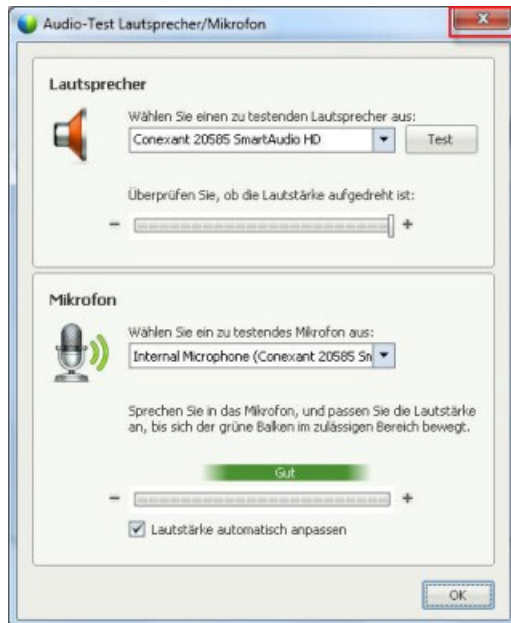 Audio-Test Lautsprecher/Mikrofon
Lautsprecher
Wählen Sie einen zu testenden Lautsprecher aus:
Conexant 20585 SmartAudio HD
Test
Überprüfen Sie, ob die Lautstärke aufgedreht ist:
- +
Mikrofon
Wählen Sie ein zu testendes Mikrofon aus:
Internal Microphone (Conexant 20585 Sn
Sprechen Sie in das Mikrofon, und passen Sie die Lautstärke
an, bis sich der grüne Balken im zulässigen Bereich bewegt.
Gut
- +
Lautstärke automatisch anpassen
OK